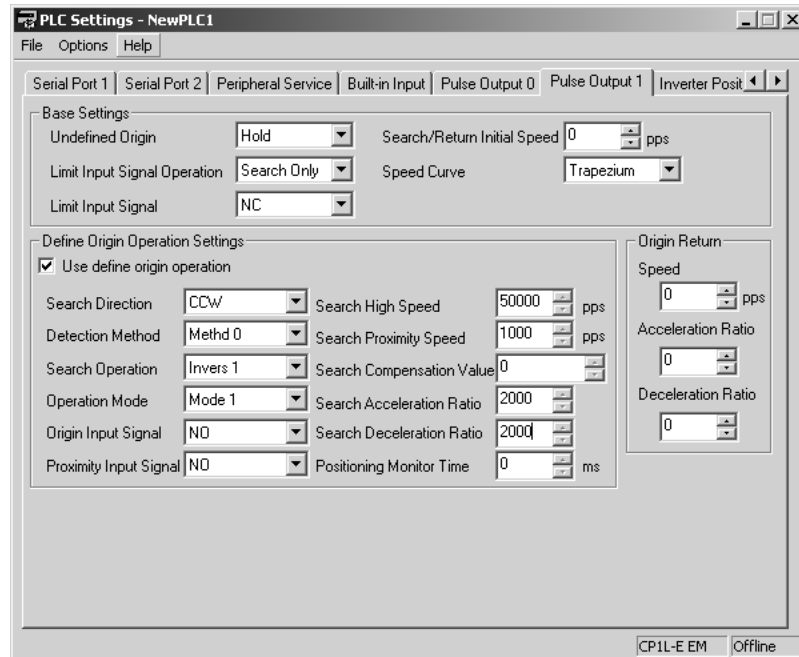 PLC Settings - NewPLC1
File Options Help
Serial Port 1 Serial Port 2 Peripheral Service Built-in Input Pulse Output 0 Pulse Output 1 Inverter Posit
Base Settings
Undefined Origin Hold Search/Return Initial Speed 0 pps
Limit Input Signal Operation Search Only Speed Curve Trapezium
Limit Input Signal NC
Define Origin Operation Settings Origin Return
Use define origin operation Speed
Search Direction CCW Search High Speed 50000 pps 0 pps
Detection Method Methd 0 Search Proximity Speed 1000 pps Acceleration Ratio
Search Operation Invers 1 Search Compensation Value 0 0
Operation Mode Mode 1 Search Acceleration Ratio 2000 Deceleration Ratio
Origin Input Signal NO Search Deceleration Ratio 2000 0
Proximity Input Signal NO Positioning Monitor Time 0 ms
CP1L-E EM Offline